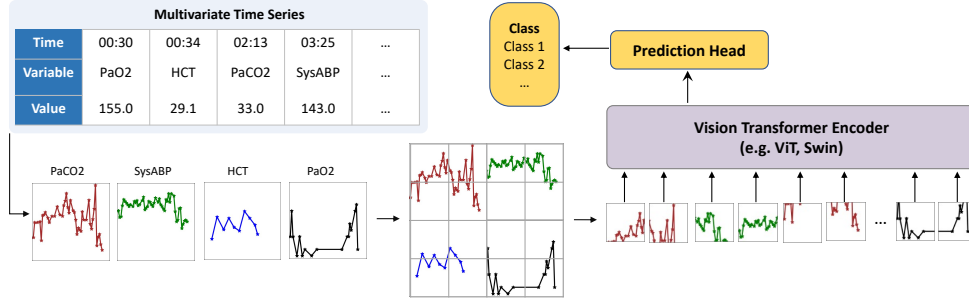 Multivariate Time Series
Time 00:30 00:34 02:13 03:25 ...
Variable PaO2 HCT PaCO2 SysABP ...
Value 155.0 29.1 33.0 143.0 ...
Class
Class 1
Class 2
...
Prediction Head
Vision Transformer Encoder
(e.g. ViT, Swin)
PaCO2 SysABP HCT PaO2
...